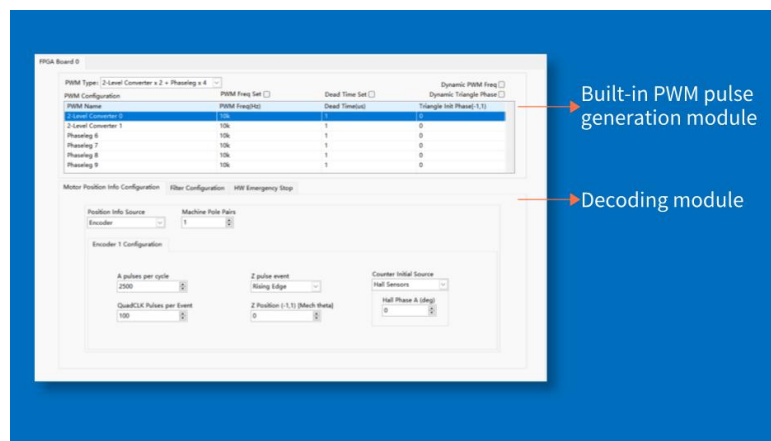 FPGA Board 0
PWM Type: 2-Level Converter x 2 + Phaseleg x 4
Dynamic PWM Freq
PWM Configuration PWM Freq Set Dead Time Set Dynamic Triangle Phase
PWM Name PWM Freq(Hz) Dead Time(us) Triangle Init Phase(-1,1)
2-Level Converter 0 10k 1 0
2-Level Converter 1 10k 1 0
Phaseleg 6 10k 1 0
Phaseleg 7 10k 1 0
Phaseleg 8 10k 1 0
Phaseleg 9 10k 1 0
Built-in PWM pulse
generation module
Motor Position Info Configuration Filter Configuration HW Emergency Stop
Decoding module
Position Info Source Machine Pole Pairs
Encoder 1
Encoder 1 Configuration
A pulses per cycle Z pulse event Counter Initial Source
2500 Rising Edge Hall Sensors
QuadCLK Pulses per Event Z Position (-1,1) [Mech theta] Hall Phase A (deg)
100 0 0